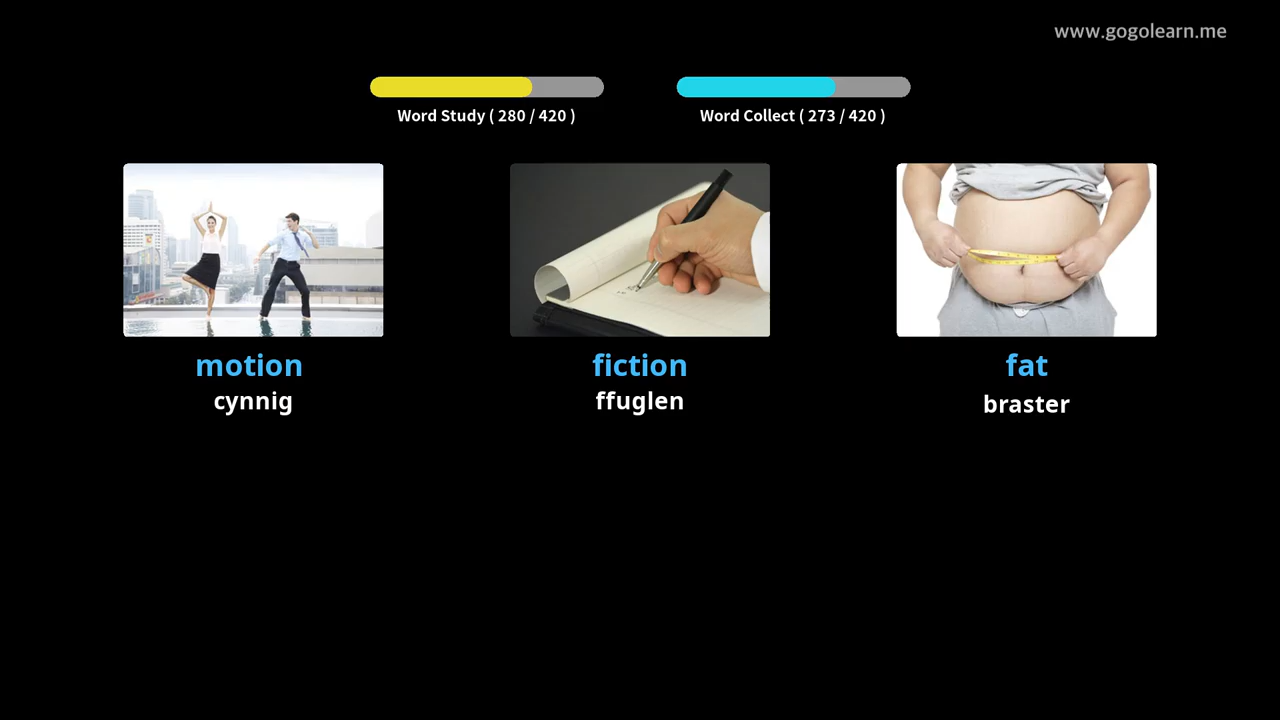 www.gogolearn.me
Word Study ( 280 / 420 )
Word Collect ( 273 / 420 )
motion
cynnig
fiction
ffuglen
fat
braster